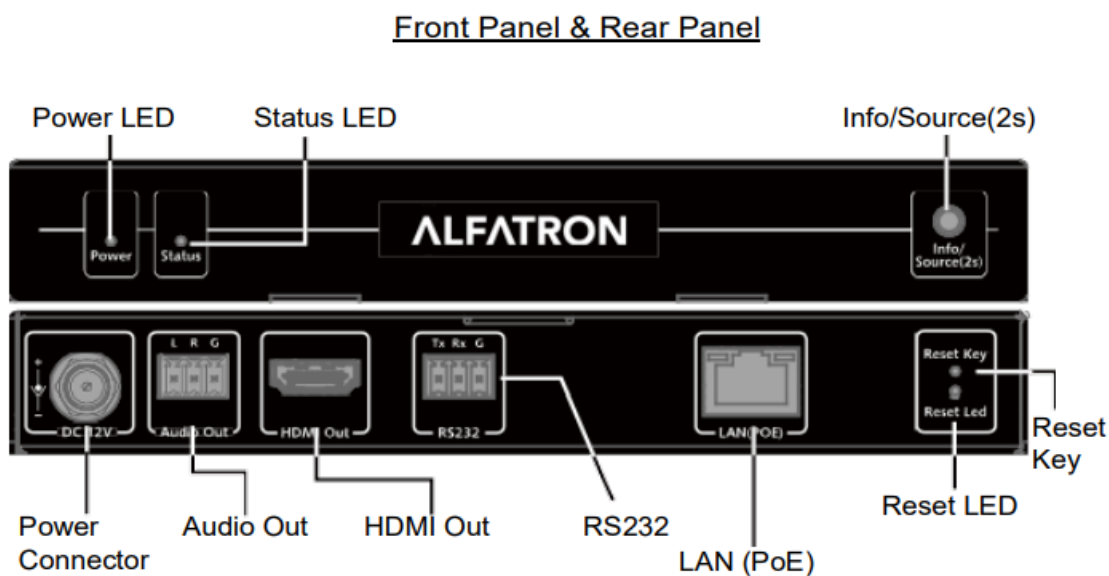 Front Panel & Rear Panel
Power LED
Status LED
Info/Source(2s)
Power
Status
ALFATRON
Info/
Source(2s)
L R G
Tx Rx G
Reset Key
+
-
Reset Led
DC 12V
Audio Out
HDMI Out
RS232
LAN(POE)
Reset
Key
Reset LED
Power
Connector
Audio Out
HDMI Out
RS232
LAN (PoE)